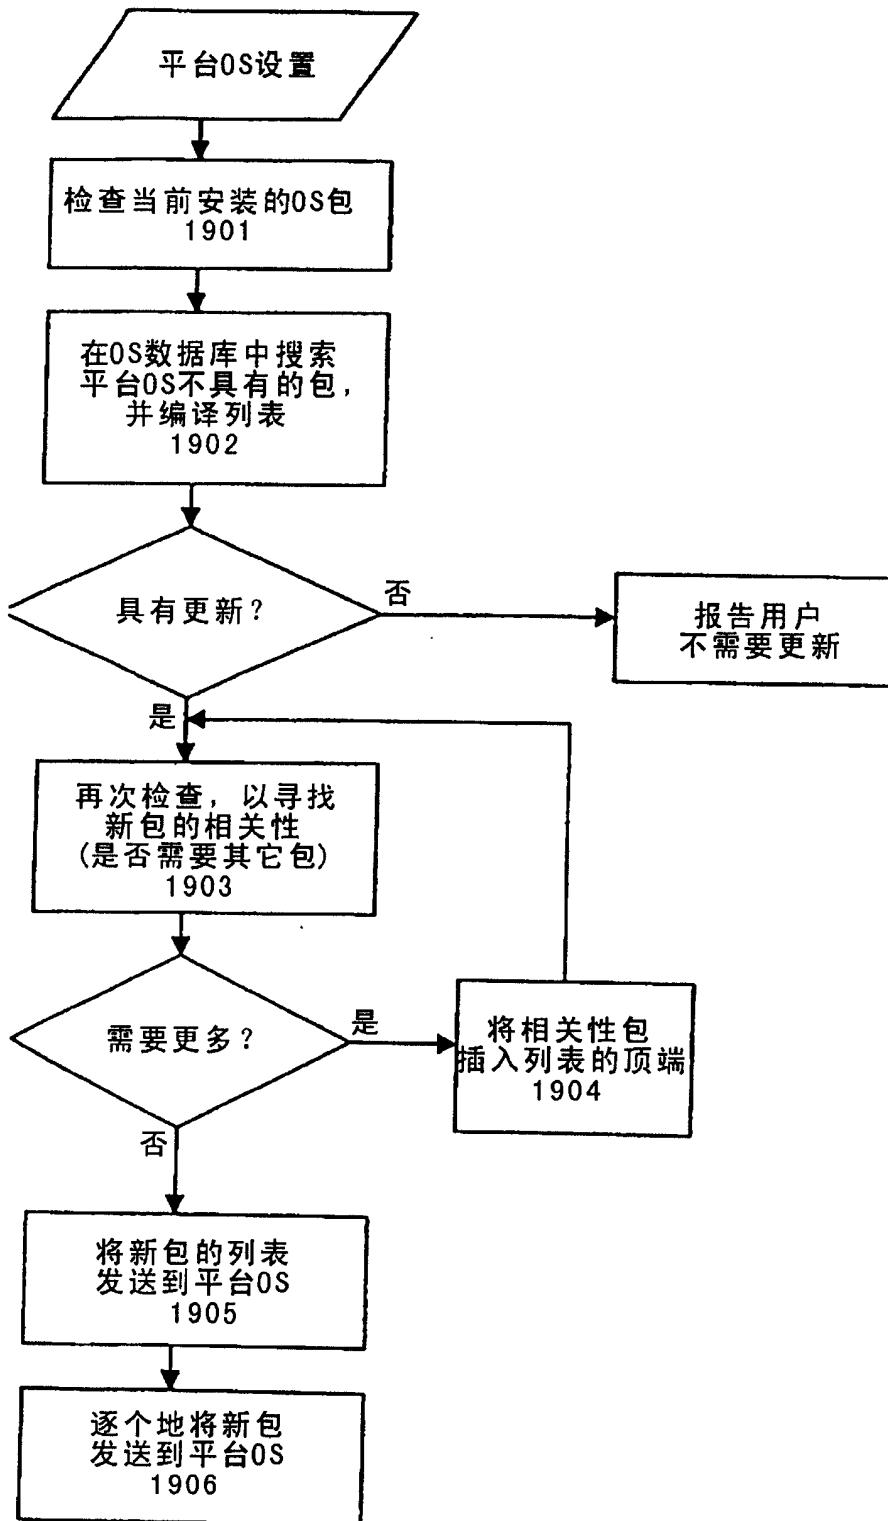 平台OS设置
检查当前安装的OS包
1901
在OS数据库中搜索
平台OS不具有的包，
并编译列表
1902
具有更新？
否
报告用户
不需要更新
是
再次检查，以寻找
新包的相关性
(是否需要其它包)
1903
需要更多？
是
将相关性包
插入列表的顶端
1904
否
将新包的列表
发送到平台OS
1905
逐个地将新包
发送到平台OS
1906